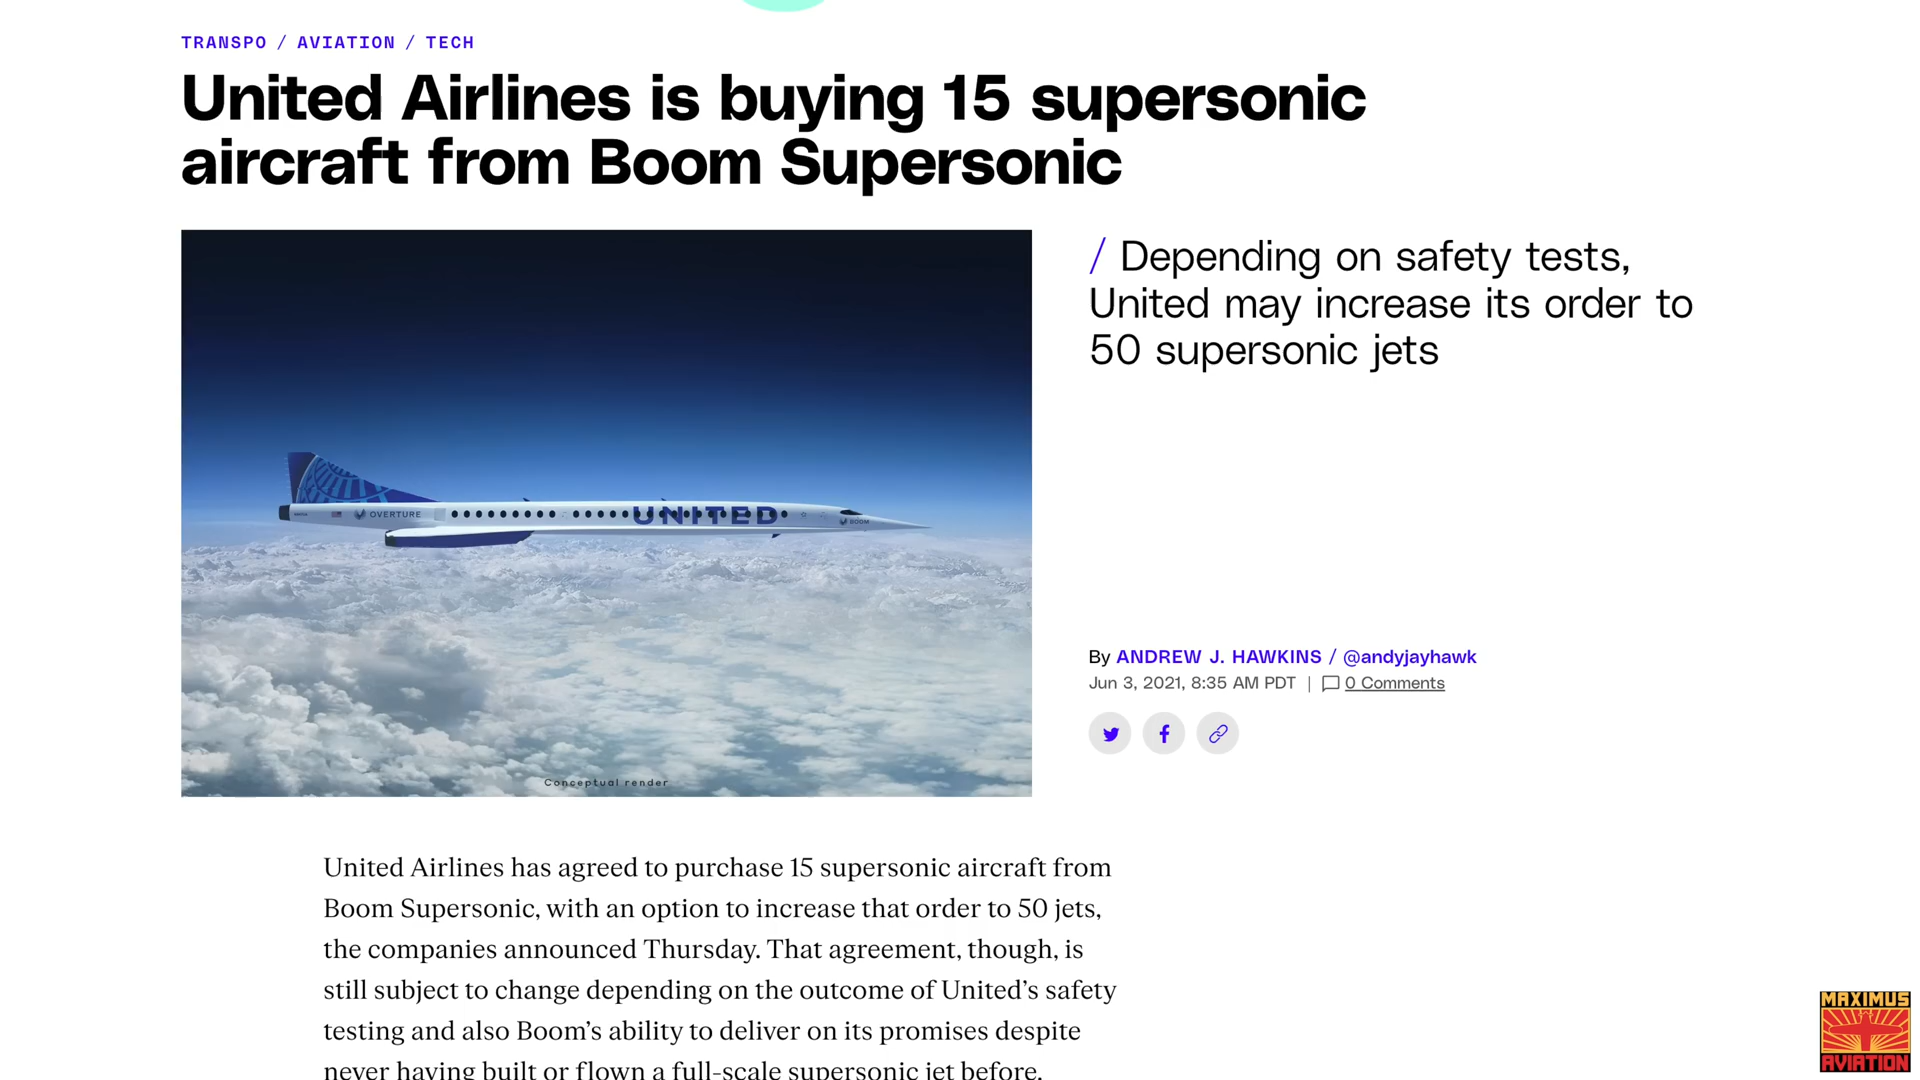 TRANSPO / AVIATION / TECH
United Airlines is buying 15 supersonic
aircraft from Boom Supersonic
/ Depending on safety tests,
United may increase its order to
50 supersonic jets
OVERTURE
UNITED
BOOM
Conceptual render
By ANDREW J. HAWKINS / @andyjayhawk
Jun 3, 2021, 8:35 AM PDT | 0 Comments
United Airlines has agreed to purchase 15 supersonic aircraft from
Boom Supersonic, with an option to increase that order to 50 jets,
the companies announced Thursday. That agreement, though, is
still subject to change depending on the outcome of United’s safety
testing and also Boom’s ability to deliver on its promises despite
never having built or flown a full-scale supersonic jet before.
MAXIMUS
AVIATION